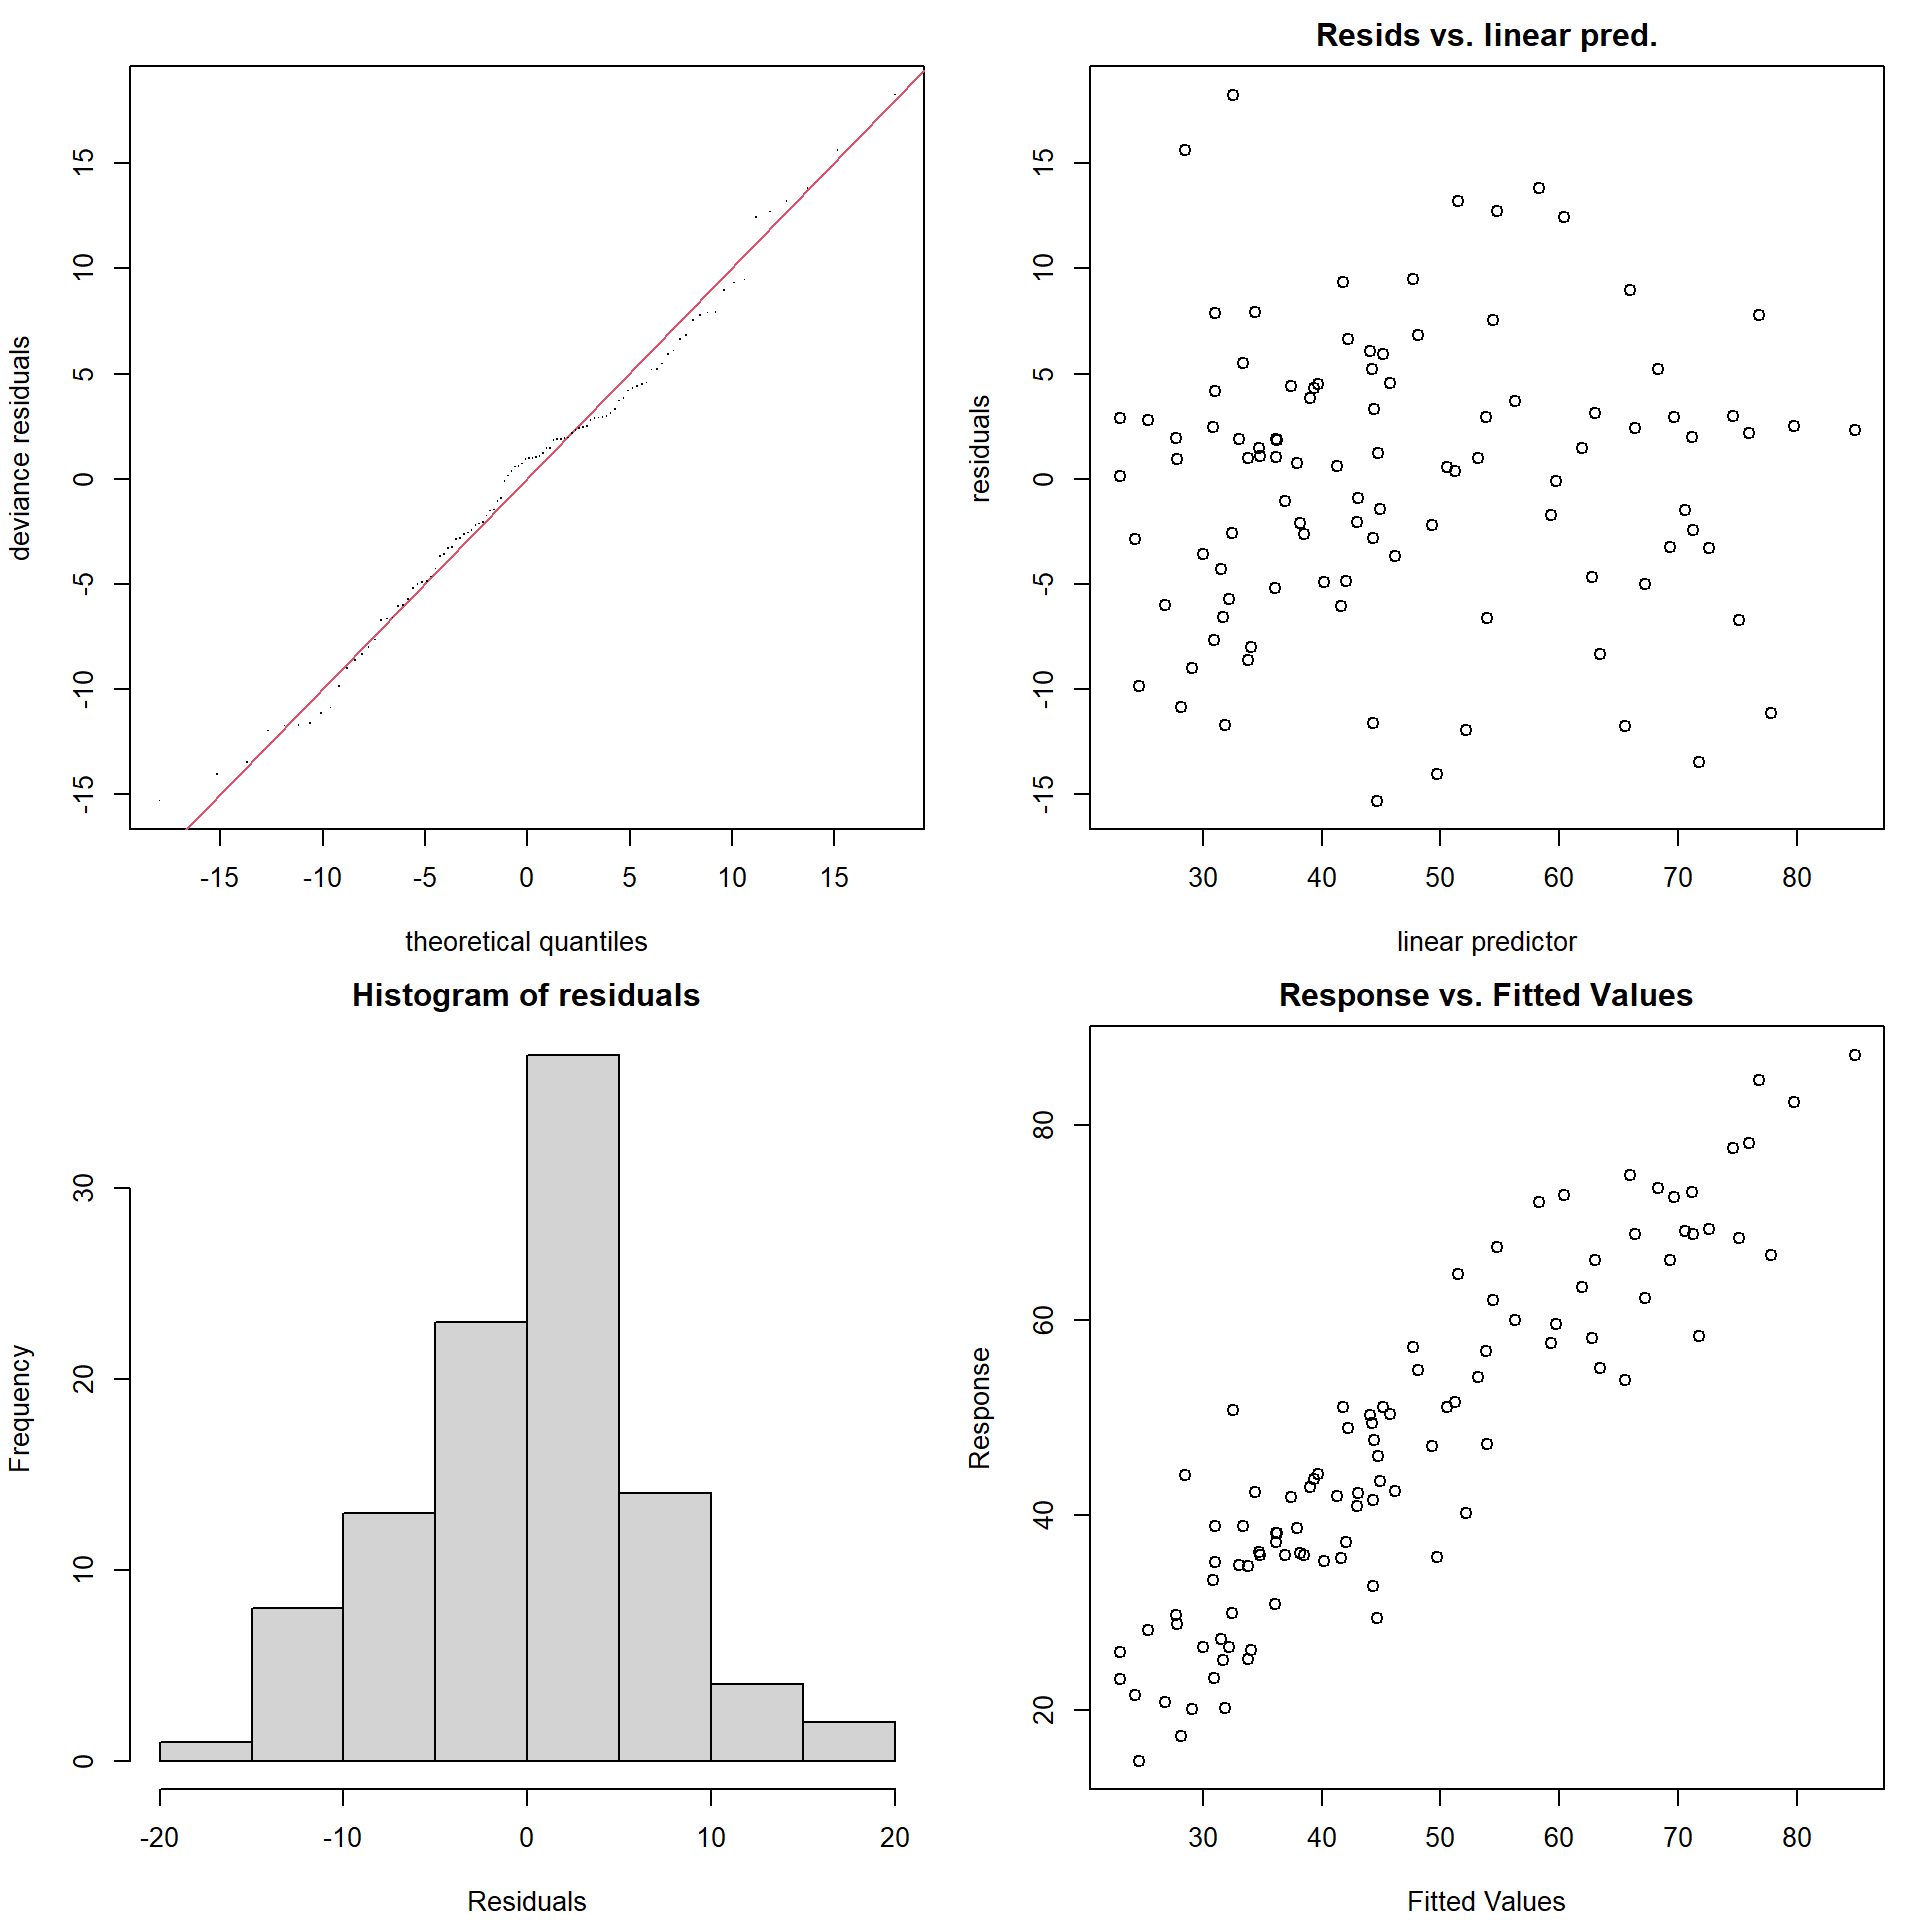 deviance residuals
15
10
5
0
-5
-10
-15
-15 -10 -5 0 5 10 15
theoretical quantiles
Resids vs. linear pred.
residuals
15
10
5
0
-5
-10
-15
30 40 50 60 70 80
linear predictor
Histogram of residuals
Frequency
30
20
10
0
-20 -10 0 10 20
Residuals
Response vs. Fitted Values
Response
80
60
40
20
30 40 50 60 70 80
Fitted Values